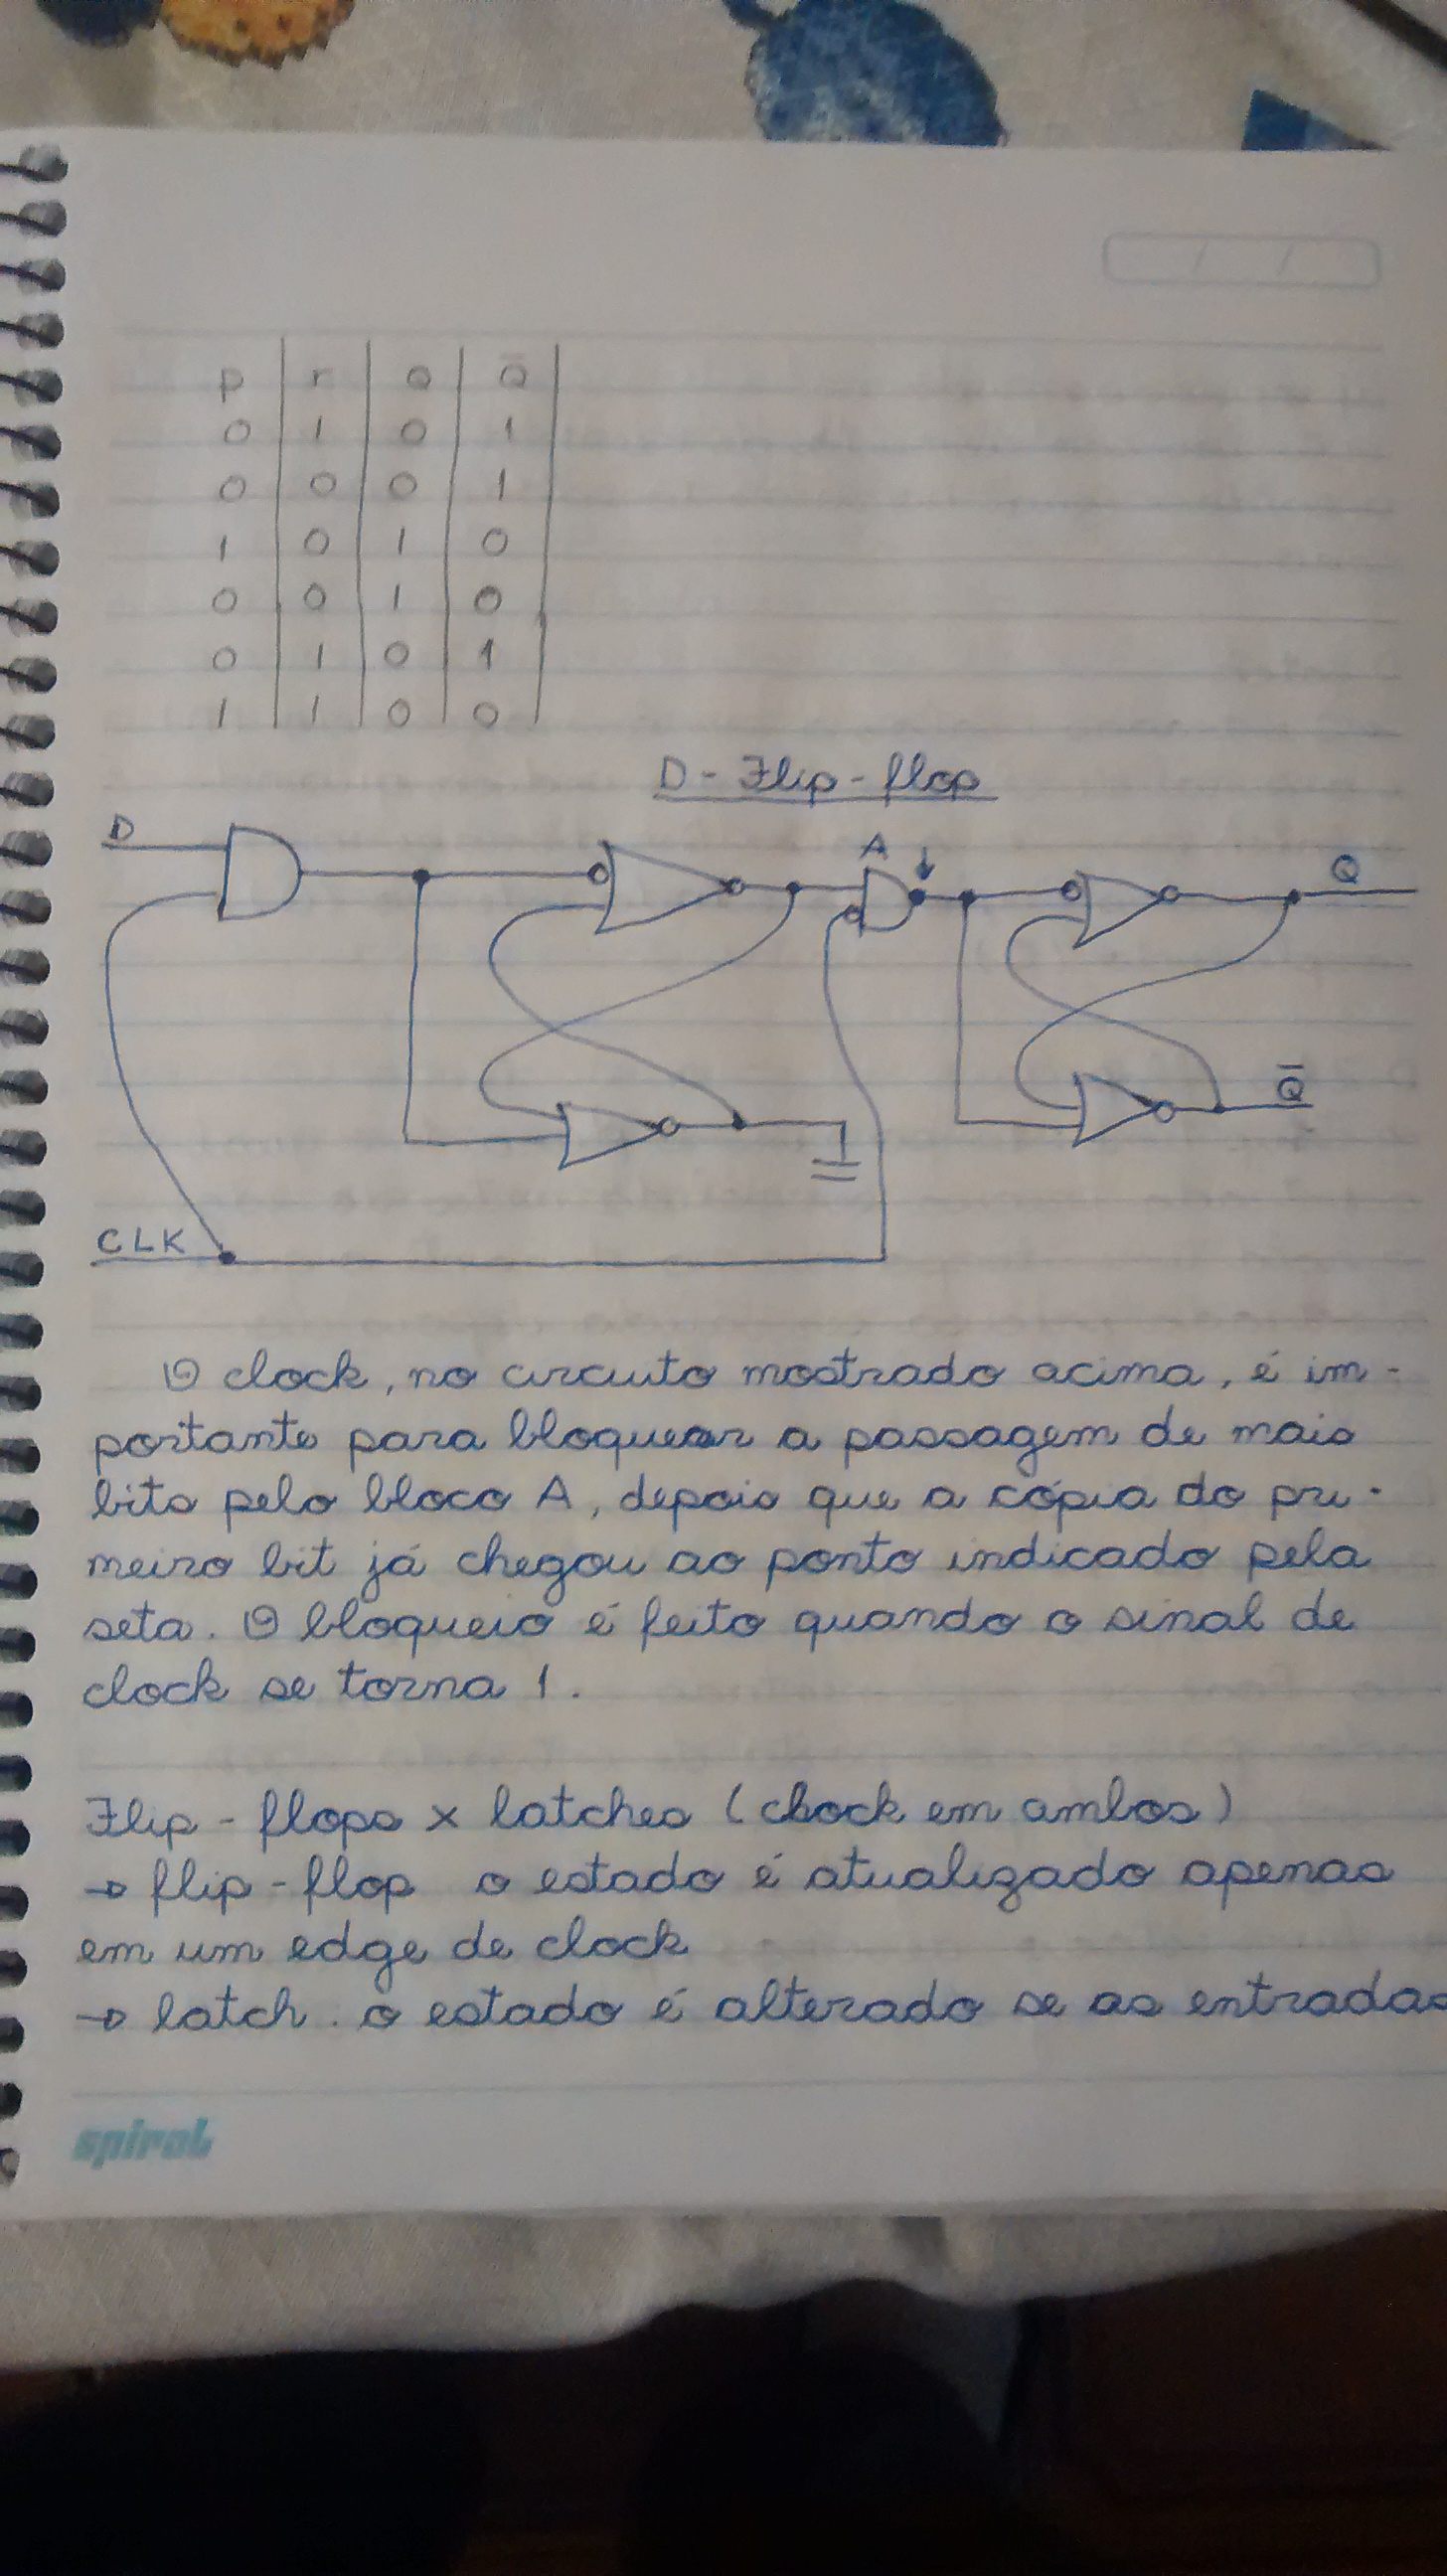 p r Q Q̄
0 1 0 1
0 0 0 1
1 0 1 0
0 0 1 0
0 1 0 1
1 1 0 0
D - Flip - flop
D
A
Q
Q̄
CLK
O clock, no circuito mostrado acima, é im-
portante para bloquear a passagem de mais
bits pelo bloco A, depois que a cópia do pri-
meiro bit já chegou ao ponto indicado pela
seta. O bloqueio é feito quando o sinal de
clock se torna 1.
Flip - flops x latches (clock em ambos)
→ flip - flop o estado é atualizado apenas
em um edge de clock
→ latch. o estado é alterado se as entradas
spiral